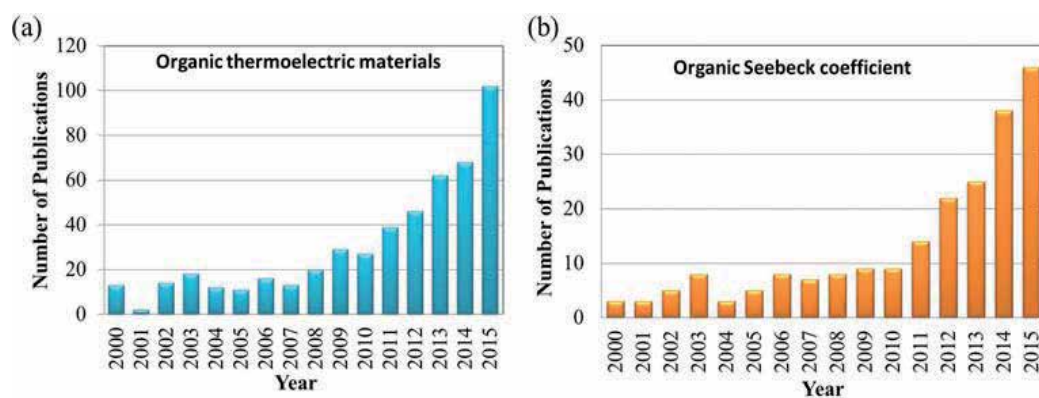 (a)
Organic thermoelectric materials
Number of Publications
120
100
80
60
40
20
0
2000 2001 2002 2003 2004 2005 2006 2007 2008 2009 2010 2011 2012 2013 2014 2015
Year
(b)
Organic Seebeck coefficient
Number of Publications
50
40
30
20
10
0
2000 2001 2002 2003 2004 2005 2006 2007 2008 2009 2010 2011 2012 2013 2014 2015
Year